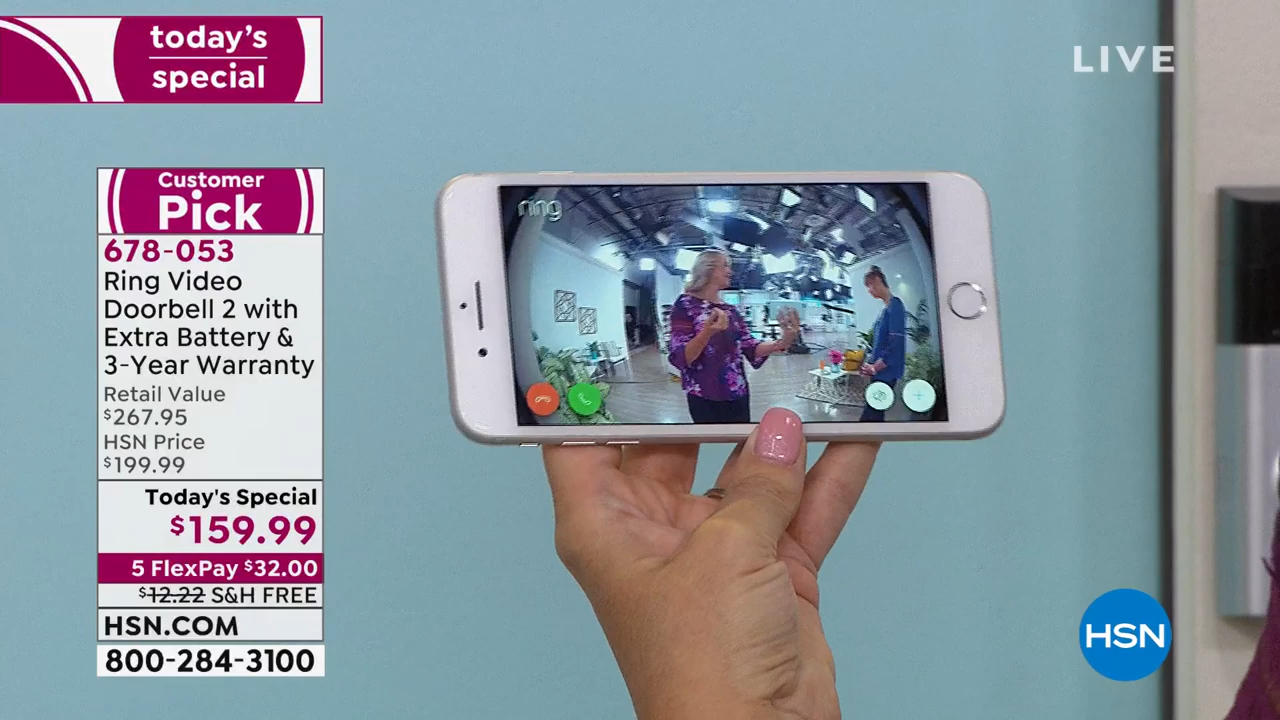 today's
special
LIVE
Customer
Pick
678-053
Ring Video
Doorbell 2 with
Extra Battery &
3-Year Warranty
Retail Value
$267.95
HSN Price
$199.99
Today's Special
$159.99
5 FlexPay $32.00
$12.22 S&H FREE
HSN.COM
800-284-3100
ring
HSN